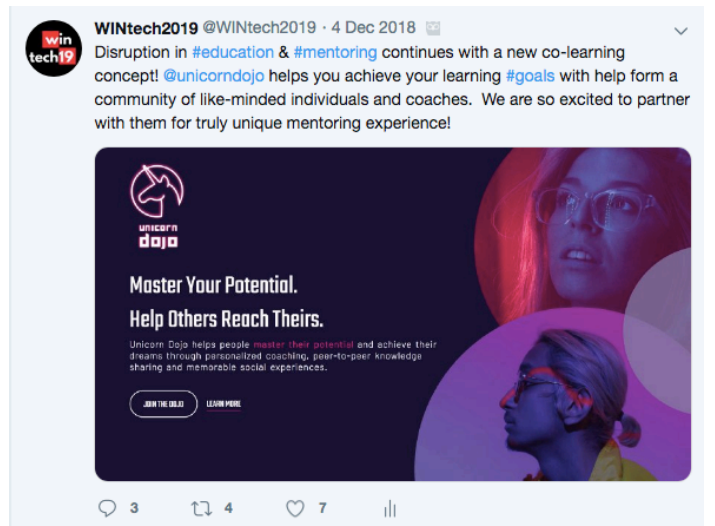 WINtech2019 @WINtech2019 · 4 Dec 2018
win
tech19
Disruption in #education & #mentoring continues with a new co-learning
concept! @unicorndojo helps you achieve your learning #goals with help form a
community of like-minded individuals and coaches. We are so excited to partner
with them for truly unique mentoring experience!
unicorn
dojo
Master Your Potential.
Help Others Reach Theirs.
Unicorn Dojo helps people master their potential and achieve their
dreams through personalized coaching, peer-to-peer knowledge
sharing and memorable social experiences.
JOIN THE DOJO LEARN MORE
3 4 7